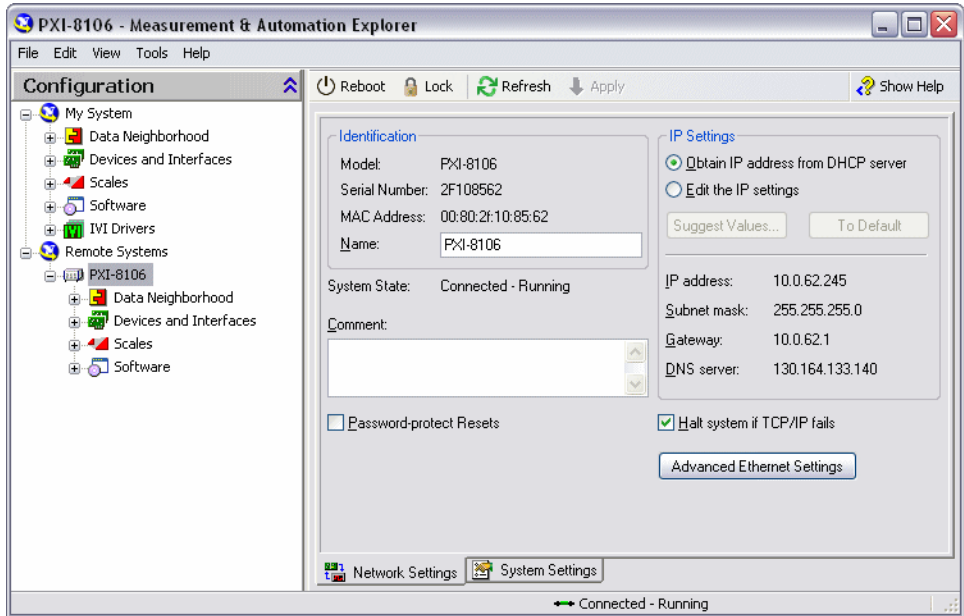 PXI-8106 - Measurement & Automation Explorer
File Edit View Tools Help
Configuration
My System
Data Neighborhood
Devices and Interfaces
Scales
Software
IVI Drivers
Remote Systems
PXI-8106
Data Neighborhood
Devices and Interfaces
Scales
Software
Reboot Lock Refresh Apply Show Help
Identification
Model: PXI-8106
Serial Number: 2F108562
MAC Address: 00:80:2f:10:85:62
Name: PXI-8106
System State: Connected - Running
Comment:
Password-protect Resets
IP Settings
Obtain IP address from DHCP server
Edit the IP settings
Suggest Values... To Default
IP address: 10.0.62.245
Subnet mask: 255.255.255.0
Gateway: 10.0.62.1
DNS server: 130.164.133.140
Halt system if TCP/IP fails
Advanced Ethernet Settings
Network Settings System Settings
Connected - Running